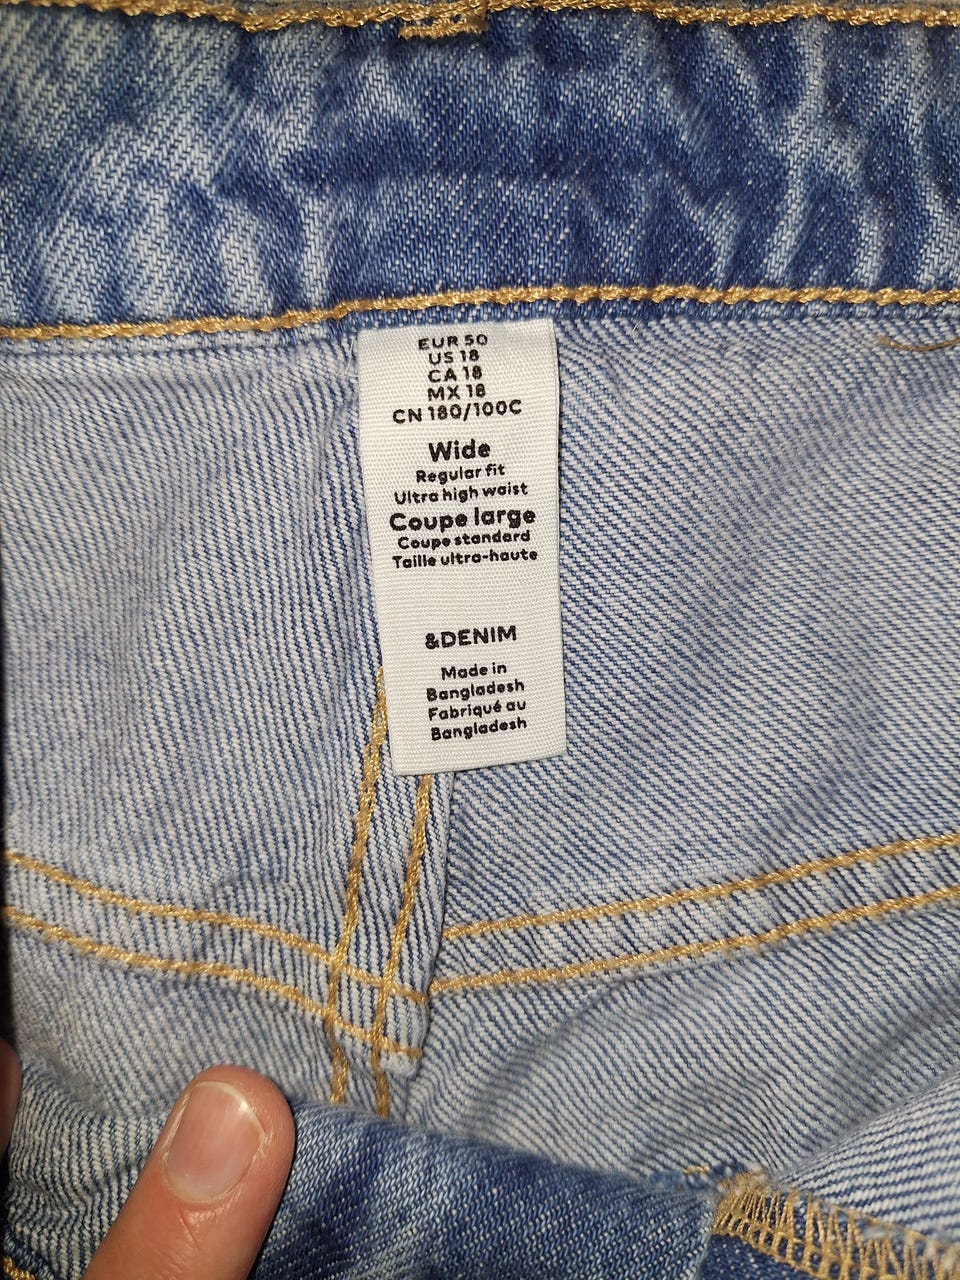 EUR 50
US 18
CA 18
MX 18
CN 180/100C
Wide
Regular fit
Ultra high waist
Coupe large
Coupe standard
Taille ultra-haute
&DENIM
Made in
Bangladesh
Fabriqué au
Bangladesh